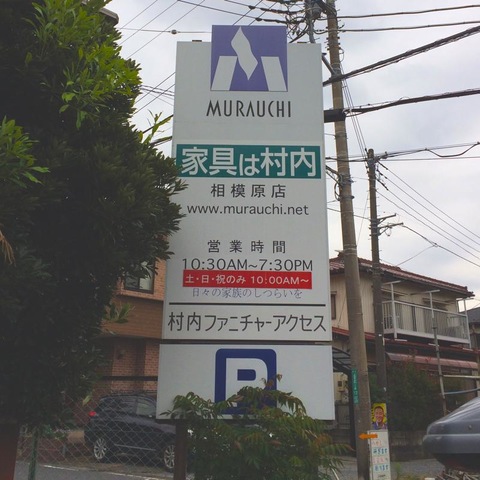 MURAUCHI
家具は村内
相模原店
www.murauchi.net
営業時間
10:30AM~7:30PM
土・日・祝のみ 10:00AM~
日々の家族のしつらいを
村内ファニチャーアクセス
P